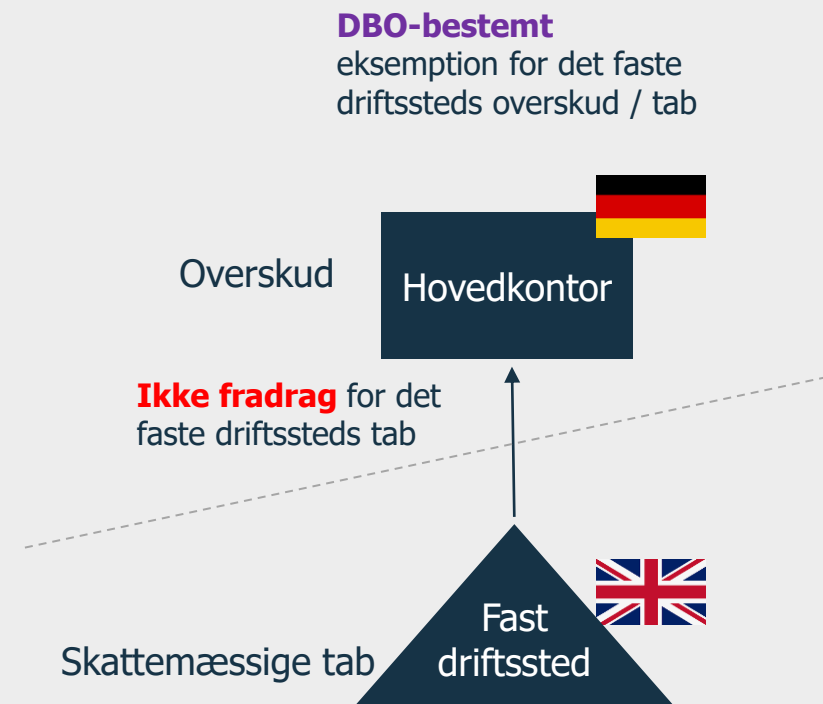 DBO-bestemt
eksemption for det faste
driftssteds overskud / tab
Overskud
Hovedkontor
Ikke fradrag for det
faste driftssteds tab
Skattemæssige tab
Fast
driftssted